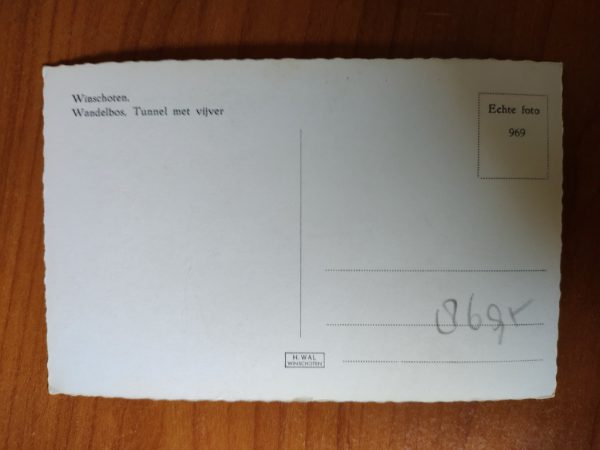 Winschoten.
Wandelbos. Tunnel met vijver
Echte foto
969
H. WAL
WINSCHOTEN